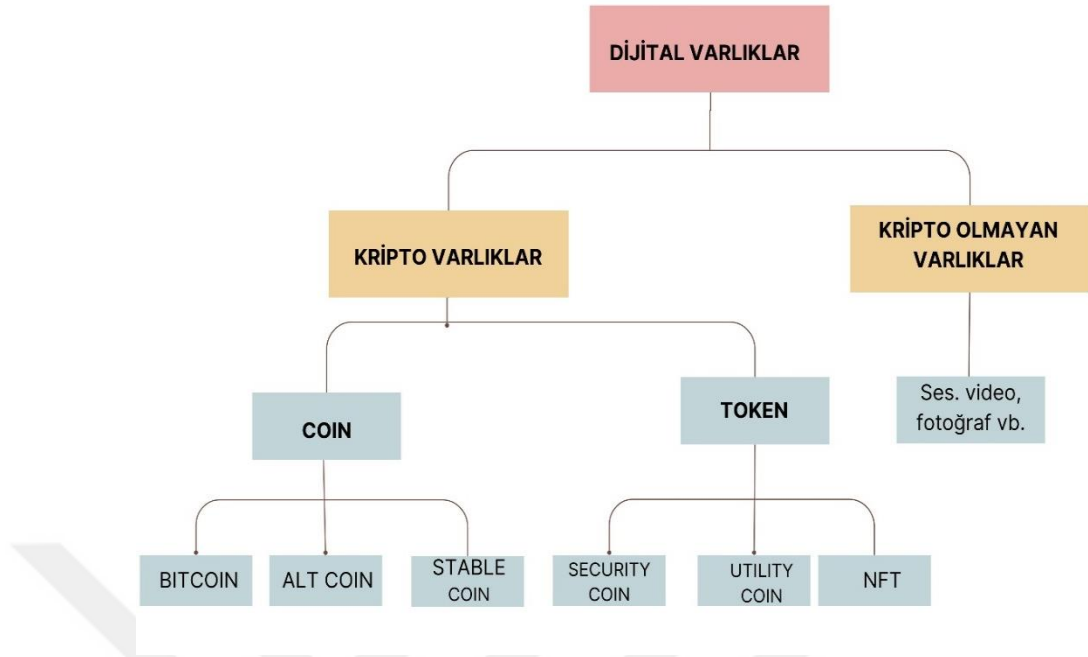 DİJİTAL VARLIKLAR
KRİPTO VARLIKLAR
KRİPTO OLMAYAN
VARLIKLAR
COIN
TOKEN
Ses. video,
fotoğraf vb.
BITCOIN
ALT COIN
STABLE
COIN
SECURITY
COIN
UTILITY
COIN
NFT